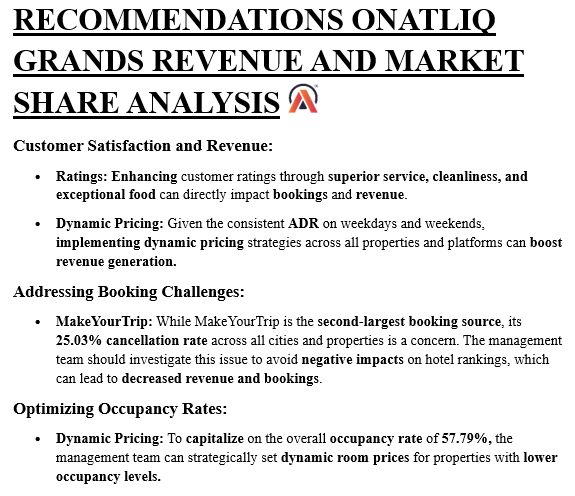 RECOMMENDATIONS ONATLIQ
GRANDS REVENUE AND MARKET
SHARE ANALYSIS
Customer Satisfaction and Revenue:
• Ratings: Enhancing customer ratings through superior service, cleanliness, and
exceptional food can directly impact bookings and revenue.
• Dynamic Pricing: Given the consistent ADR on weekdays and weekends,
implementing dynamic pricing strategies across all properties and platforms can boost
revenue generation.
Addressing Booking Challenges:
• MakeYourTrip: While MakeYourTrip is the second-largest booking source, its
25.03% cancellation rate across all cities and properties is a concern. The management
team should investigate this issue to avoid negative impacts on hotel rankings, which
can lead to decreased revenue and bookings.
Optimizing Occupancy Rates:
• Dynamic Pricing: To capitalize on the overall occupancy rate of 57.79%, the
management team can strategically set dynamic room prices for properties with lower
occupancy levels.